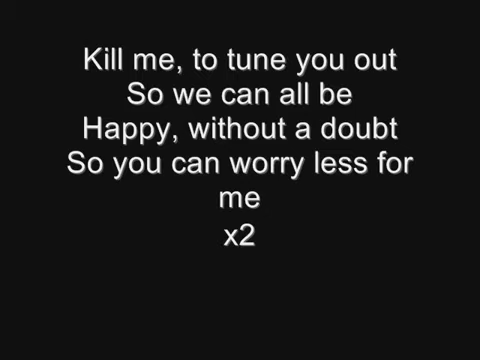 Kill me, to tune you out
So we can all be
Happy, without a doubt
So you can worry less for
me
x2